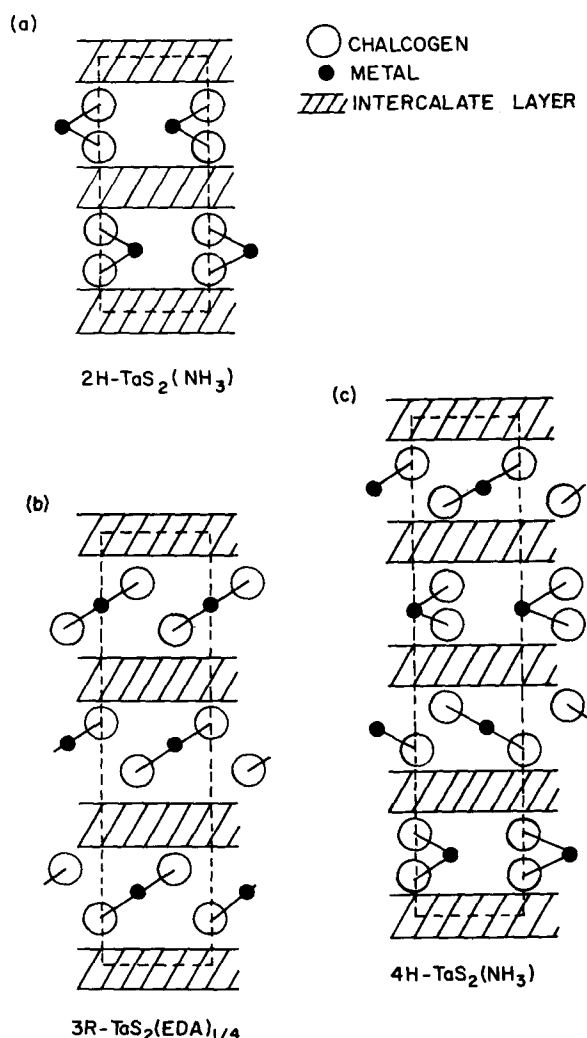 (a)
CHALCOGEN
METAL
INTERCALATE LAYER
2H-TaS2(NH3)
(b)
3R-TaS2(EDA)1/4
(c)
4H-TaS2(NH3)